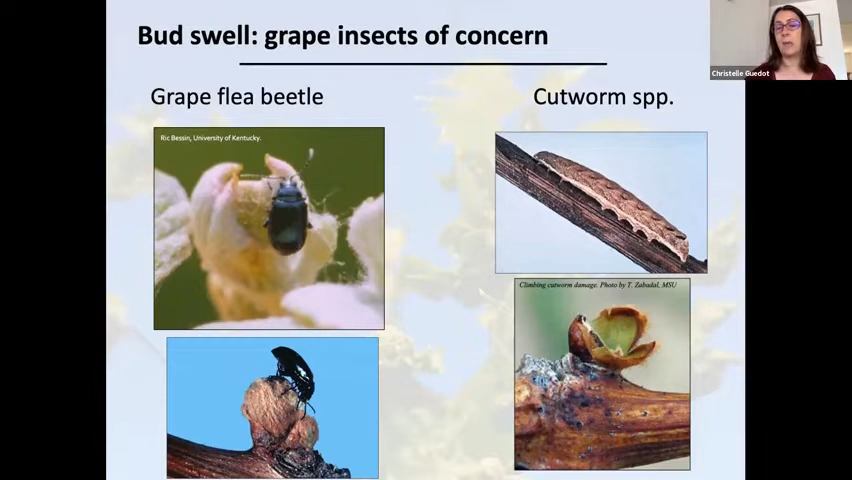 Bud swell: grape insects of concern
Christelle Guedot
Grape flea beetle
Cutworm spp.
Ric Bessin, University of Kentucky.
Climbing cutworm damage. Photo by T. Zabadal, MSU